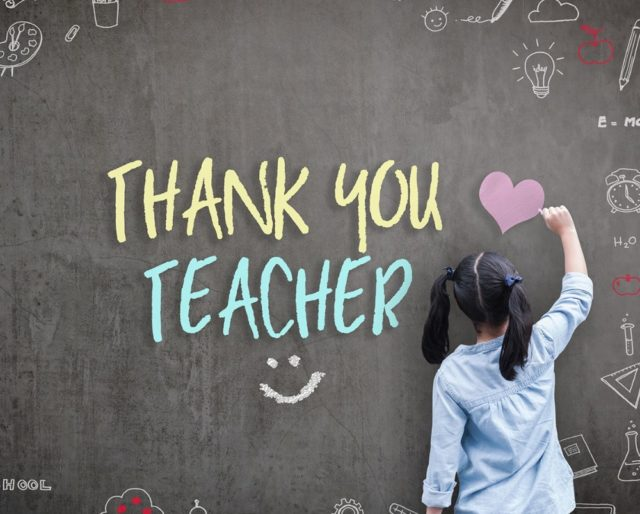 THANK YOU
TEACHER
E = MC
H2O
HOOL